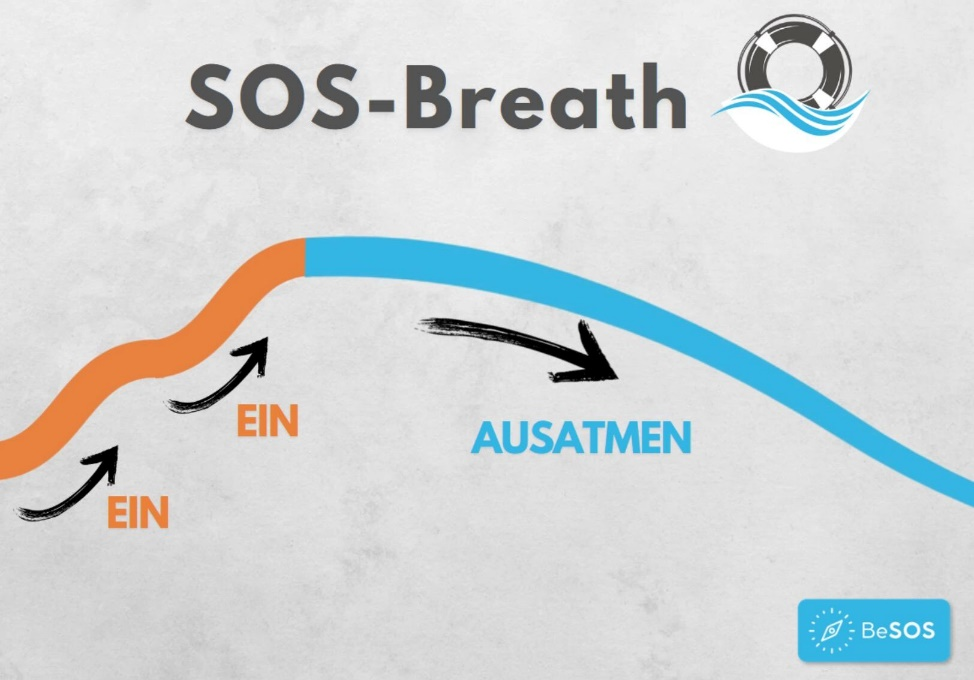 SOS-Breath
EIN
AUSATMEN
EIN
BeSOS